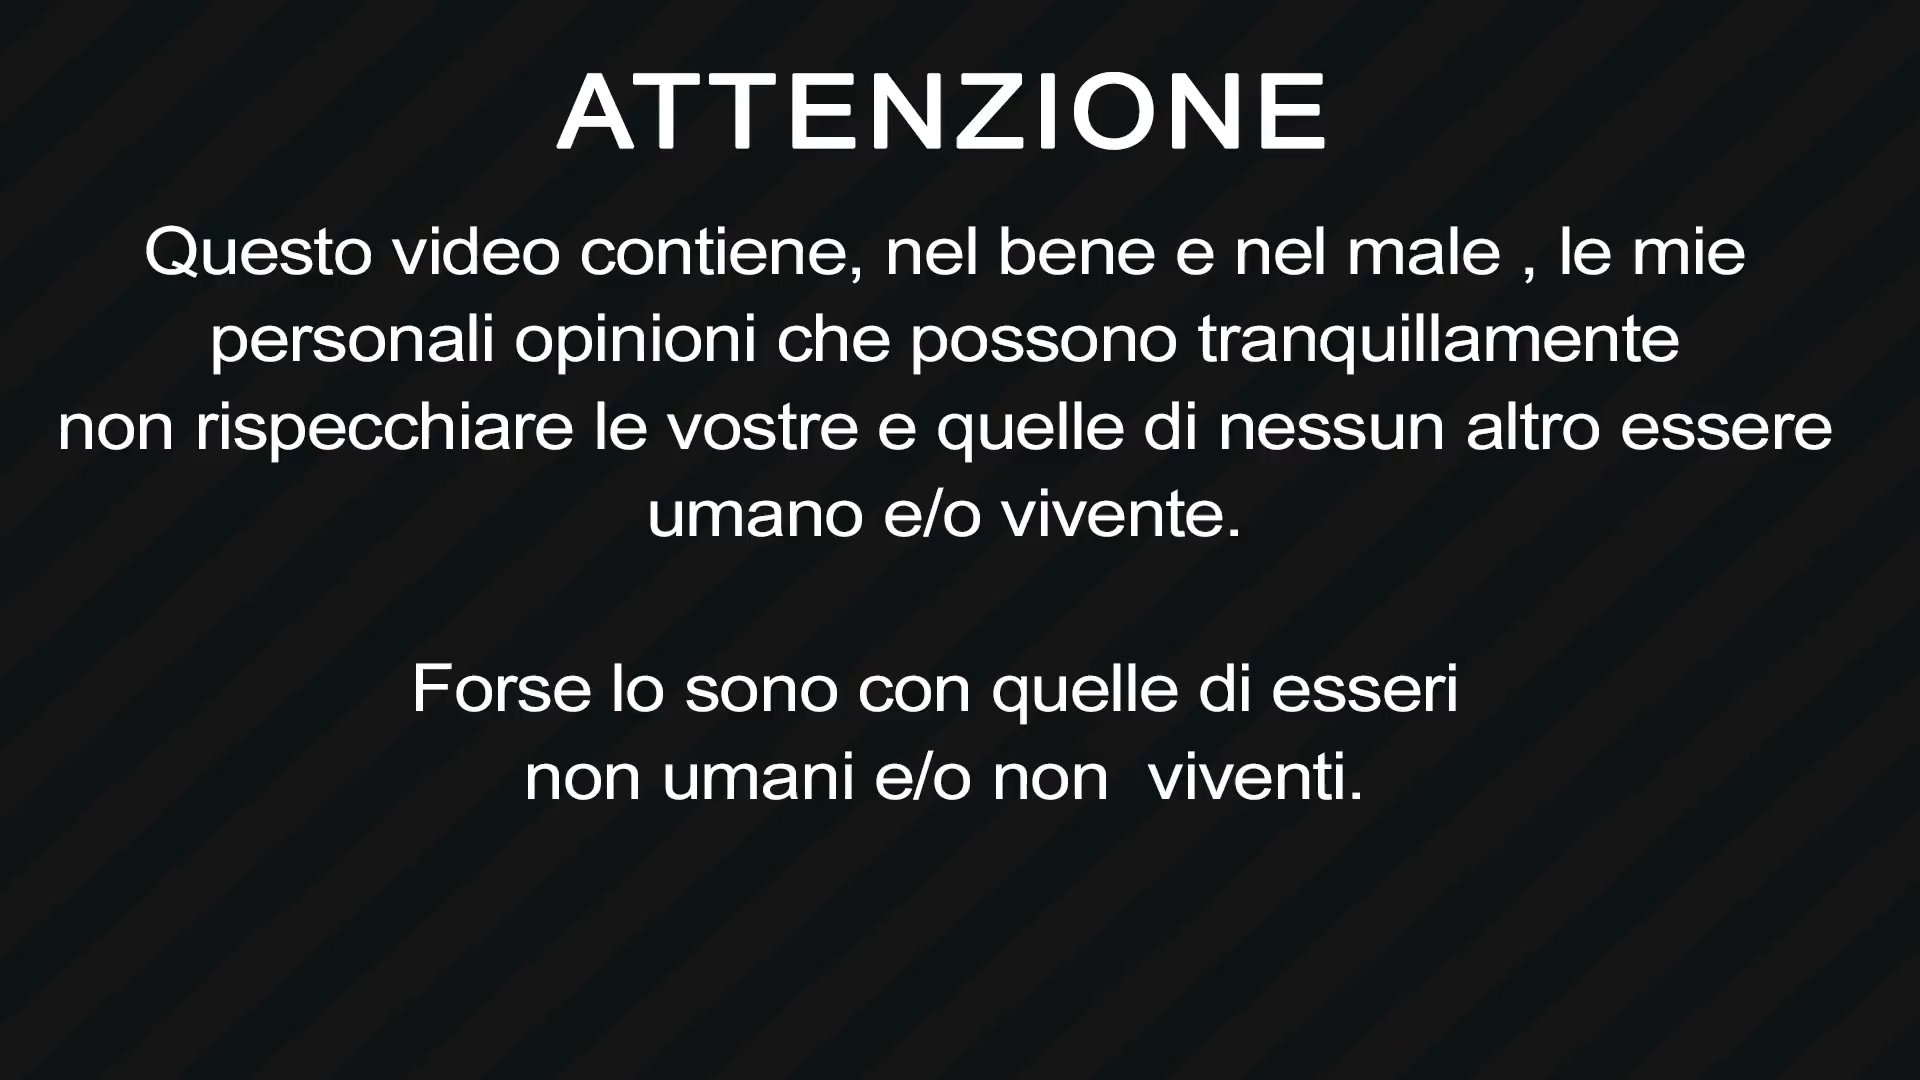 ATTENZIONE
Questo video contiene, nel bene e nel male , le mie
personali opinioni che possono tranquillamente
non rispecchiare le vostre e quelle di nessun altro essere
umano e/o vivente.
Forse lo sono con quelle di esseri
non umani e/o non  viventi.